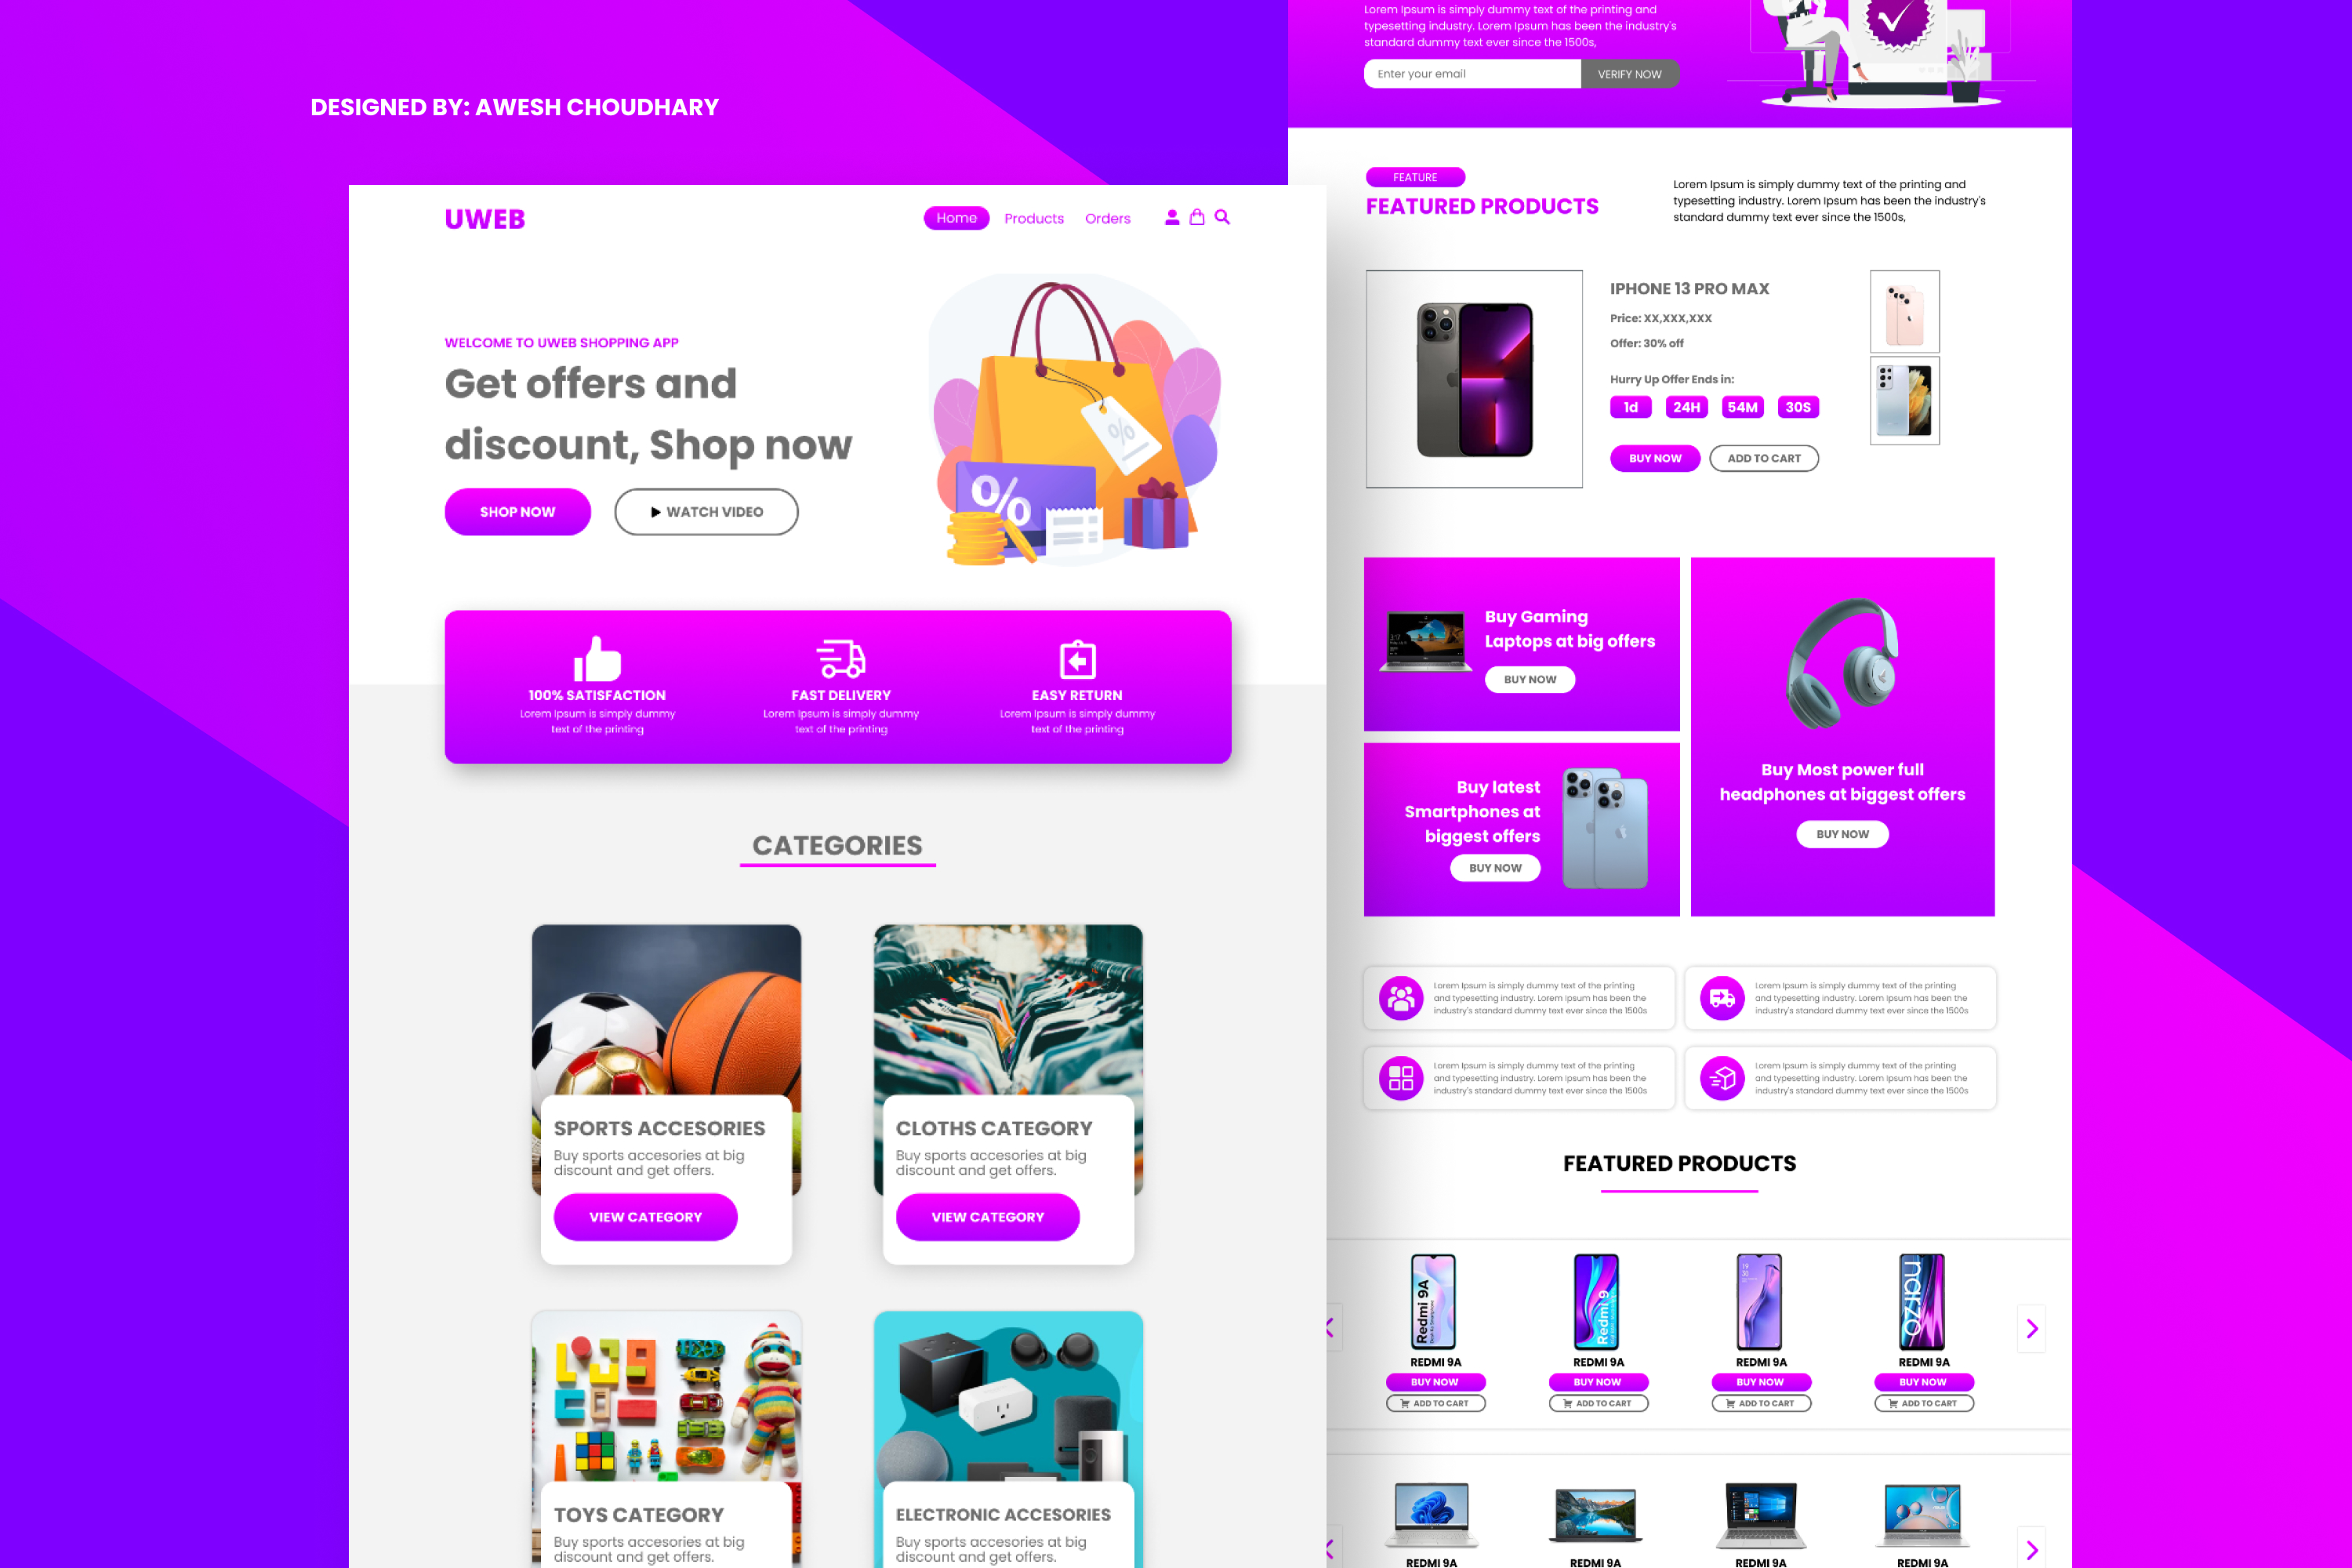 DESIGNED BY: AWESH CHOUDHARY
UWEB
Home Products Orders
WELCOME TO UWEB SHOPPING APP
Get offers and
discount, Shop now
SHOP NOW
WATCH VIDEO
%
%
100% SATISFACTION
Lorem Ipsum is simply dummy
text of the printing
FAST DELIVERY
Lorem Ipsum is simply dummy
text of the printing
EASY RETURN
Lorem Ipsum is simply dummy
text of the printing
CATEGORIES
SPORTS ACCESORIES
Buy sports accesories at big
discount and get offers.
VIEW CATEGORY
CLOTHS CATEGORY
Buy sports accesories at big
discount and get offers.
VIEW CATEGORY
TOYS CATEGORY
Buy sports accesories at big
discount and get offers.
ELECTRONIC ACCESORIES
Buy sports accesories at big
discount and get offers.
Lorem Ipsum is simply dummy text of the printing and
typesetting industry. Lorem Ipsum has been the industry's
standard dummy text ever since the 1500s,
Enter your email
VERIFY NOW
FEATURE
FEATURED PRODUCTS
Lorem Ipsum is simply dummy text of the printing and
typesetting industry. Lorem Ipsum has been the industry's
standard dummy text ever since the 1500s,
IPHONE 13 PRO MAX
Price: XX,XXX,XXX
Offer: 30% off
Hurry Up Offer Ends in:
1d 24H 54M 30S
BUY NOW
ADD TO CART
Buy Gaming
Laptops at big offers
BUY NOW
Buy latest
Smartphones at
biggest offers
BUY NOW
Buy Most power full
headphones at biggest offers
BUY NOW
Lorem Ipsum is simply dummy text of the printing
and typesetting industry. Lorem Ipsum has been the
industry's standard dummy text ever since the 1500s
Lorem Ipsum is simply dummy text of the printing
and typesetting industry. Lorem Ipsum has been the
industry's standard dummy text ever since the 1500s
Lorem Ipsum is simply dummy text of the printing
and typesetting industry. Lorem Ipsum has been the
industry's standard dummy text ever since the 1500s
Lorem Ipsum is simply dummy text of the printing
and typesetting industry. Lorem Ipsum has been the
industry's standard dummy text ever since the 1500s
FEATURED PRODUCTS
Redmi 9A
REDMI 9A
BUY NOW
ADD TO CART
Redmi 9
REDMI 9A
BUY NOW
ADD TO CART
REDMI 9A
BUY NOW
ADD TO CART
narzo
REDMI 9A
BUY NOW
ADD TO CART
REDMI 9A
REDMI 9A
REDMI 9A
REDMI 9A